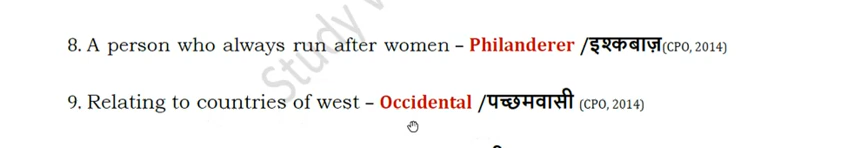 8. A person who always run after women – Philanderer /इश्कबाज़(CPO, 2014)
Study
9. Relating to countries of west – Occidental /पच्छमवासी (CPO, 2014)